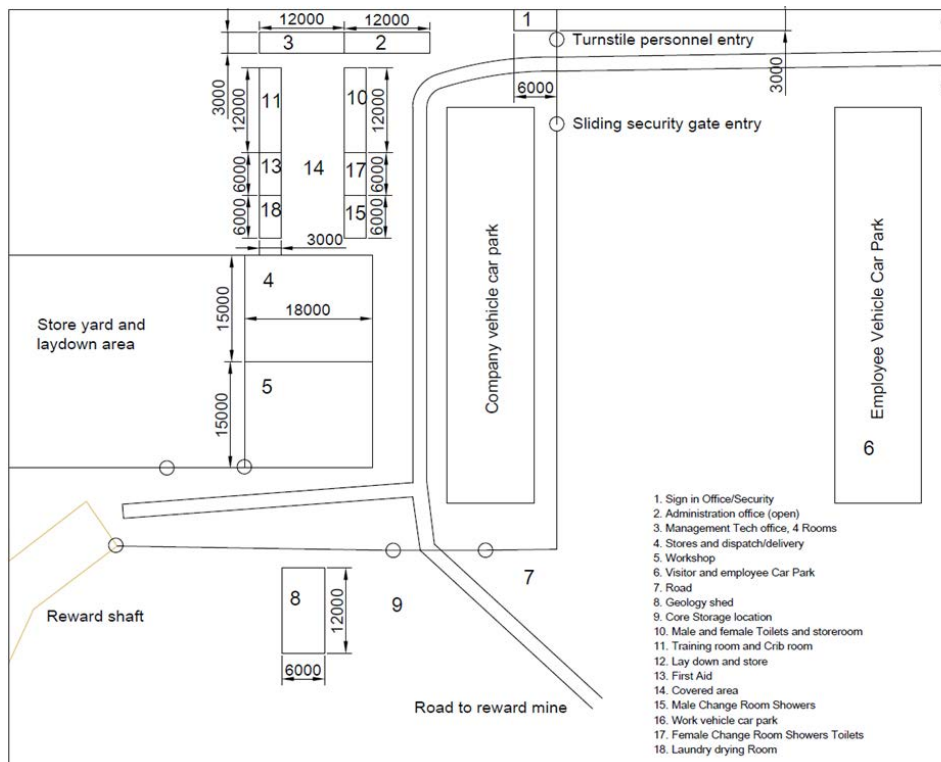 12000
12000
1
3
2
Turnstile personnel entry
3000
3000
6000
11
10
12000
12000
Sliding security gate entry
13
14
17
6000
6000
18
15
6000
6000
3000
4
15000
18000
Store yard and
laydown area
Company vehicle car park
Employee Vehicle Car Park
5
15000
6
1. Sign in Office/Security
2. Administration office (open)
3. Management Tech office, 4 Rooms
4. Stores and dispatch/delivery
5. Workshop
6. Visitor and employee Car Park
7. Road
8. Geology shed
9. Core Storage location
10. Male and female Toilets and storeroom
11. Training room and Crib room
12. Lay down and store
13. First Aid
14. Covered area
15. Male Change Room Showers
16. Work vehicle car park
17. Female Change Room Showers Toilets
18. Laundry drying Room
7
8
9
12000
Reward shaft
6000
Road to reward mine